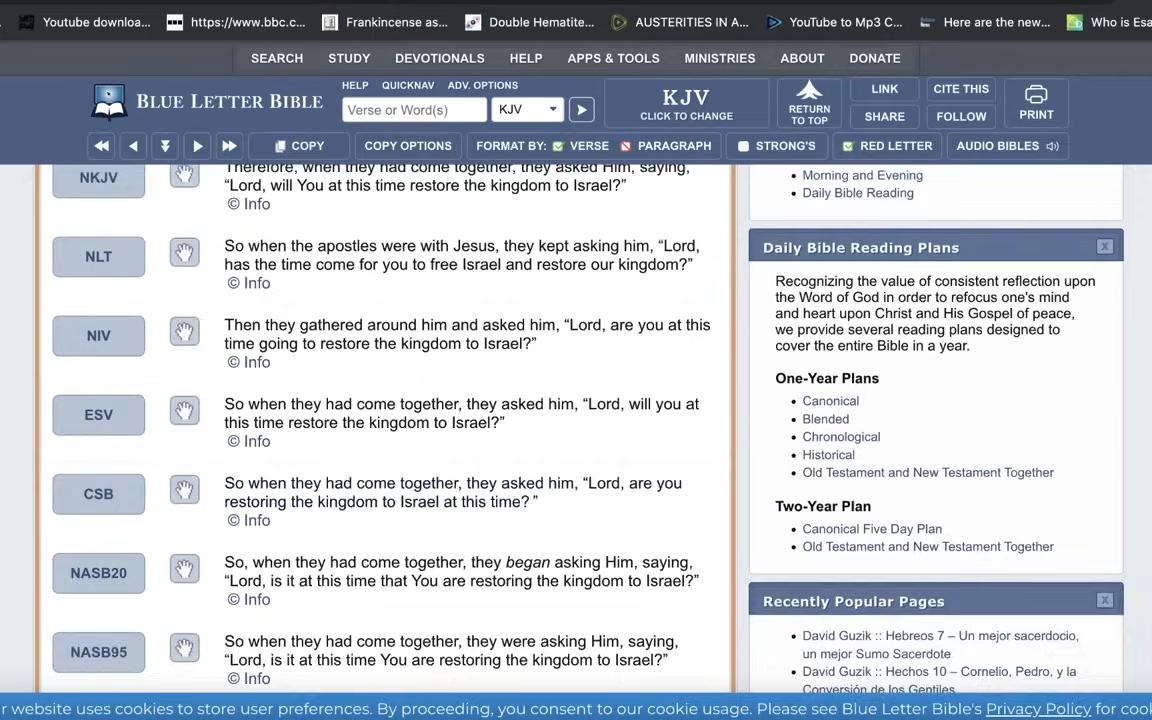 Youtube downloa...
https://www.bbc.c...
Frankincense as...
Double Hematite...
AUSTERITIES IN A...
YouTube to Mp3 C...
Here are the new...
Who is Esa
SEARCH STUDY DEVOTIONALS HELP APPS & TOOLS MINISTRIES ABOUT DONATE
BLUE LETTER BIBLE
HELP QUICKNAV ADV. OPTIONS
Verse or Word(s)
KJV
KJV
CLICK TO CHANGE
RETURN
TO TOP
LINK
CITE THIS
SHARE
FOLLOW
PRINT
COPY
COPY OPTIONS
FORMAT BY: VERSE PARAGRAPH
STRONG'S
RED LETTER
AUDIO BIBLES
NKJV
Therefore, when they had come together, they asked Him, saying,
“Lord, will You at this time restore the kingdom to Israel?”
© Info
NLT
So when the apostles were with Jesus, they kept asking him, “Lord,
has the time come for you to free Israel and restore our kingdom?”
© Info
NIV
Then they gathered around him and asked him, “Lord, are you at this
time going to restore the kingdom to Israel?”
© Info
ESV
So when they had come together, they asked him, “Lord, will you at
this time restore the kingdom to Israel?”
© Info
CSB
So when they had come together, they asked him, “Lord, are you
restoring the kingdom to Israel at this time? ”
© Info
NASB20
So, when they had come together, they began asking Him, saying,
“Lord, is it at this time that You are restoring the kingdom to Israel?”
© Info
NASB95
So when they had come together, they were asking Him, saying,
“Lord, is it at this time You are restoring the kingdom to Israel?”
© Info
Morning and Evening
Daily Bible Reading
Daily Bible Reading Plans
X
Recognizing the value of consistent reflection upon
the Word of God in order to refocus one's mind
and heart upon Christ and His Gospel of peace,
we provide several reading plans designed to
cover the entire Bible in a year.
One-Year Plans
Canonical
Blended
Chronological
Historical
Old Testament and New Testament Together
Two-Year Plan
Canonical Five Day Plan
Old Testament and New Testament Together
Recently Popular Pages
X
David Guzik :: Hebreos 7 – Un mejor sacerdocio,
un mejor Sumo Sacerdote
David Guzik :: Hechos 10 – Cornelio, Pedro, y la
Conversión de los Gentiles
r website uses cookies to store user preferences. By proceeding, you consent to our cookie usage. Please see Blue Letter Bible's Privacy Policy for cook